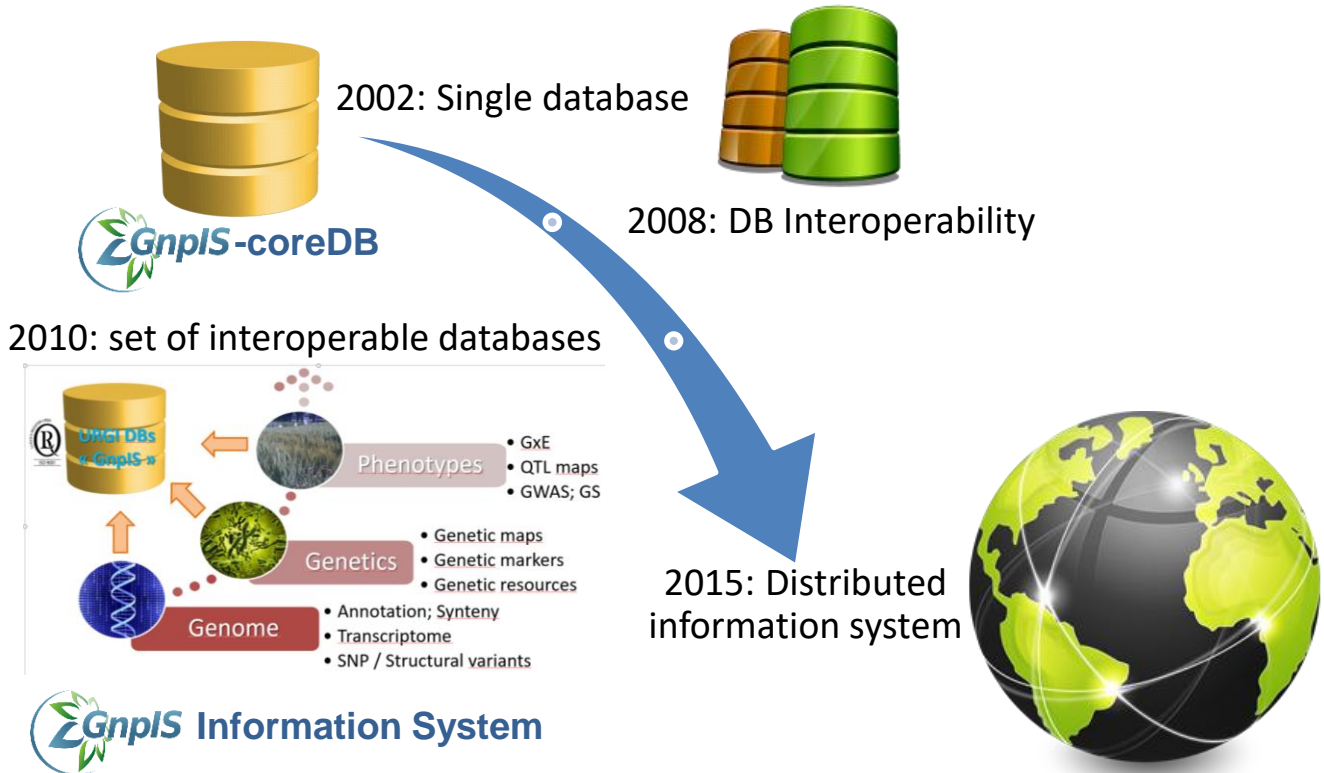 2002: Single database
GnpIS -coreDB
2008: DB Interoperability
2010: set of interoperable databases
URGI DBs
« GnpIS »
R
Phenotypes
• GxE
• QTL maps
• GWAS; GS
Genetics
• Genetic maps
• Genetic markers
• Genetic resources
Genome
• Annotation; Synteny
• Transcriptome
• SNP / Structural variants
2015: Distributed
information system
GnpIS Information System